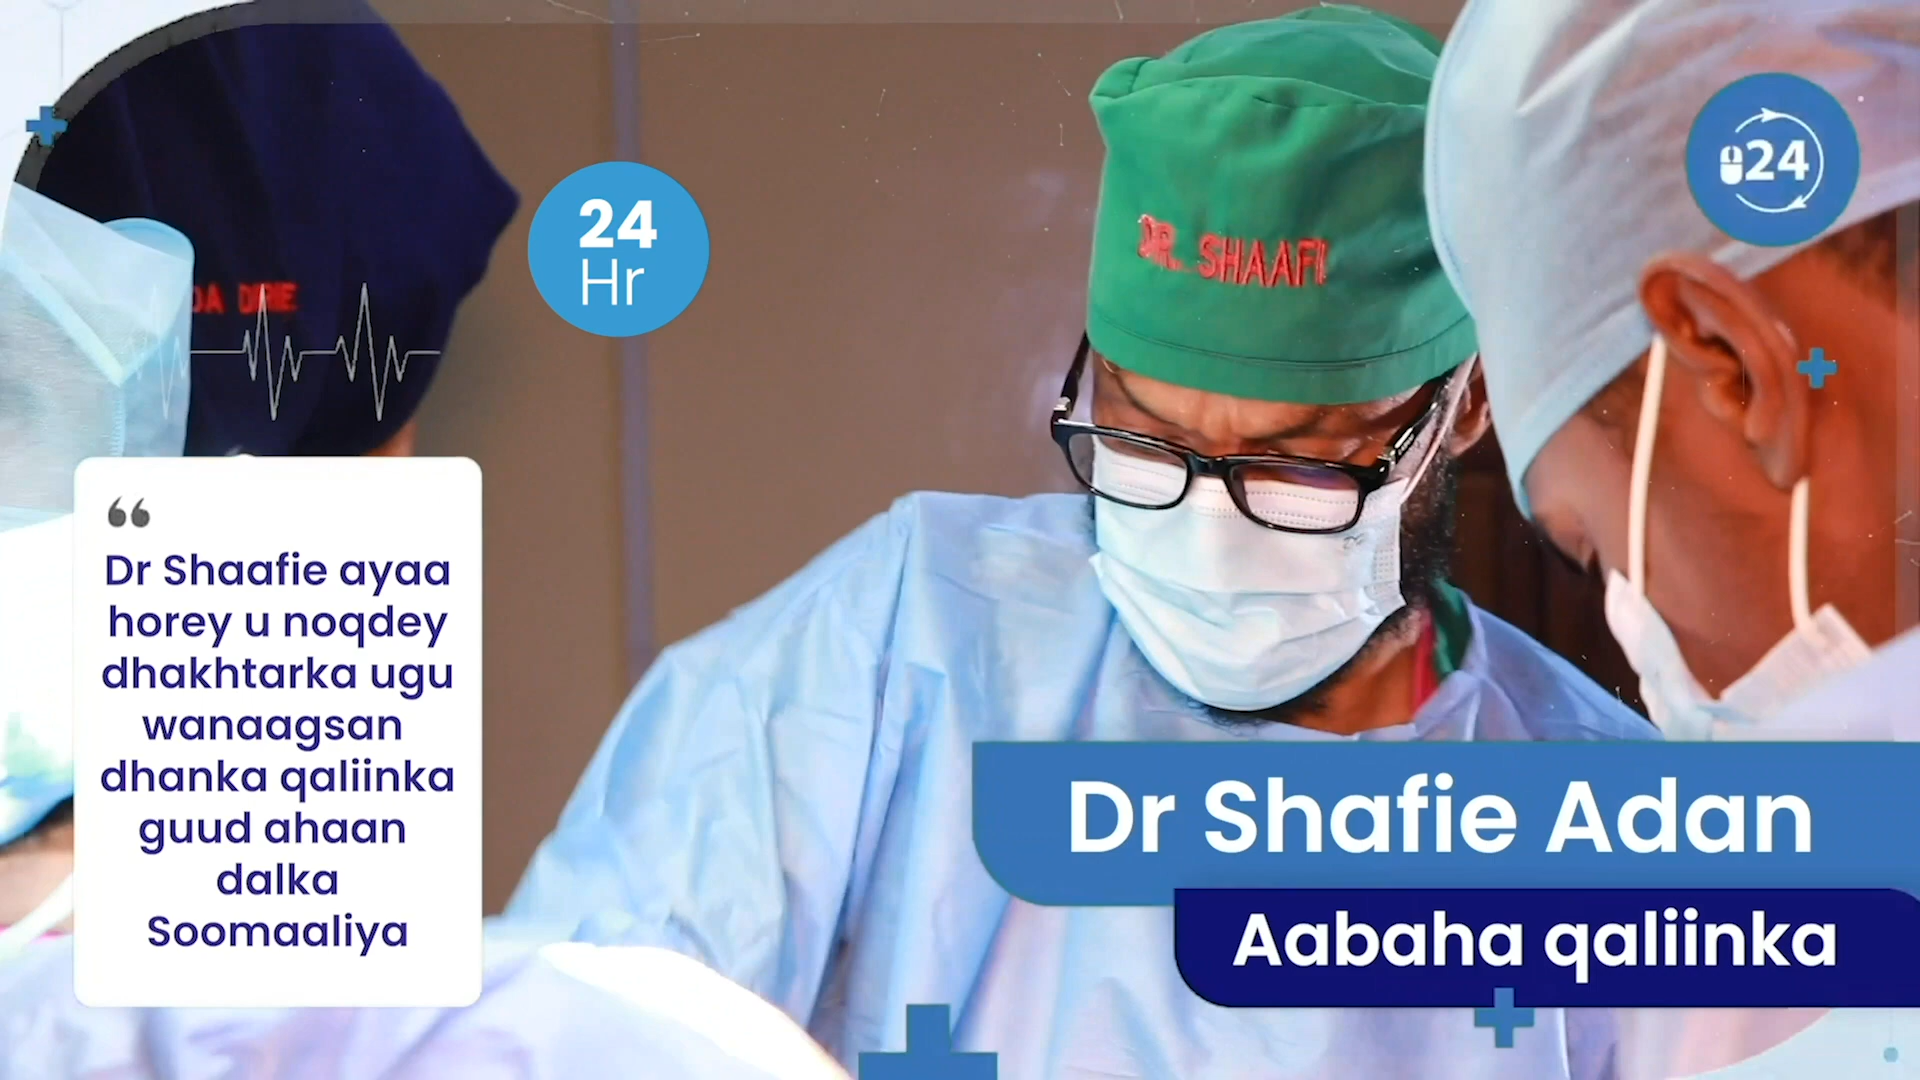 24
Hr
DR. SHAAFI
24
“
Dr Shaafie ayaa
horey u noqdey
dhakhtarka ugu
wanaagsan
dhanka qaliinka
guud ahaan
dalka
Soomaaliya
Dr Shafie Adan
Aabaha qaliinka